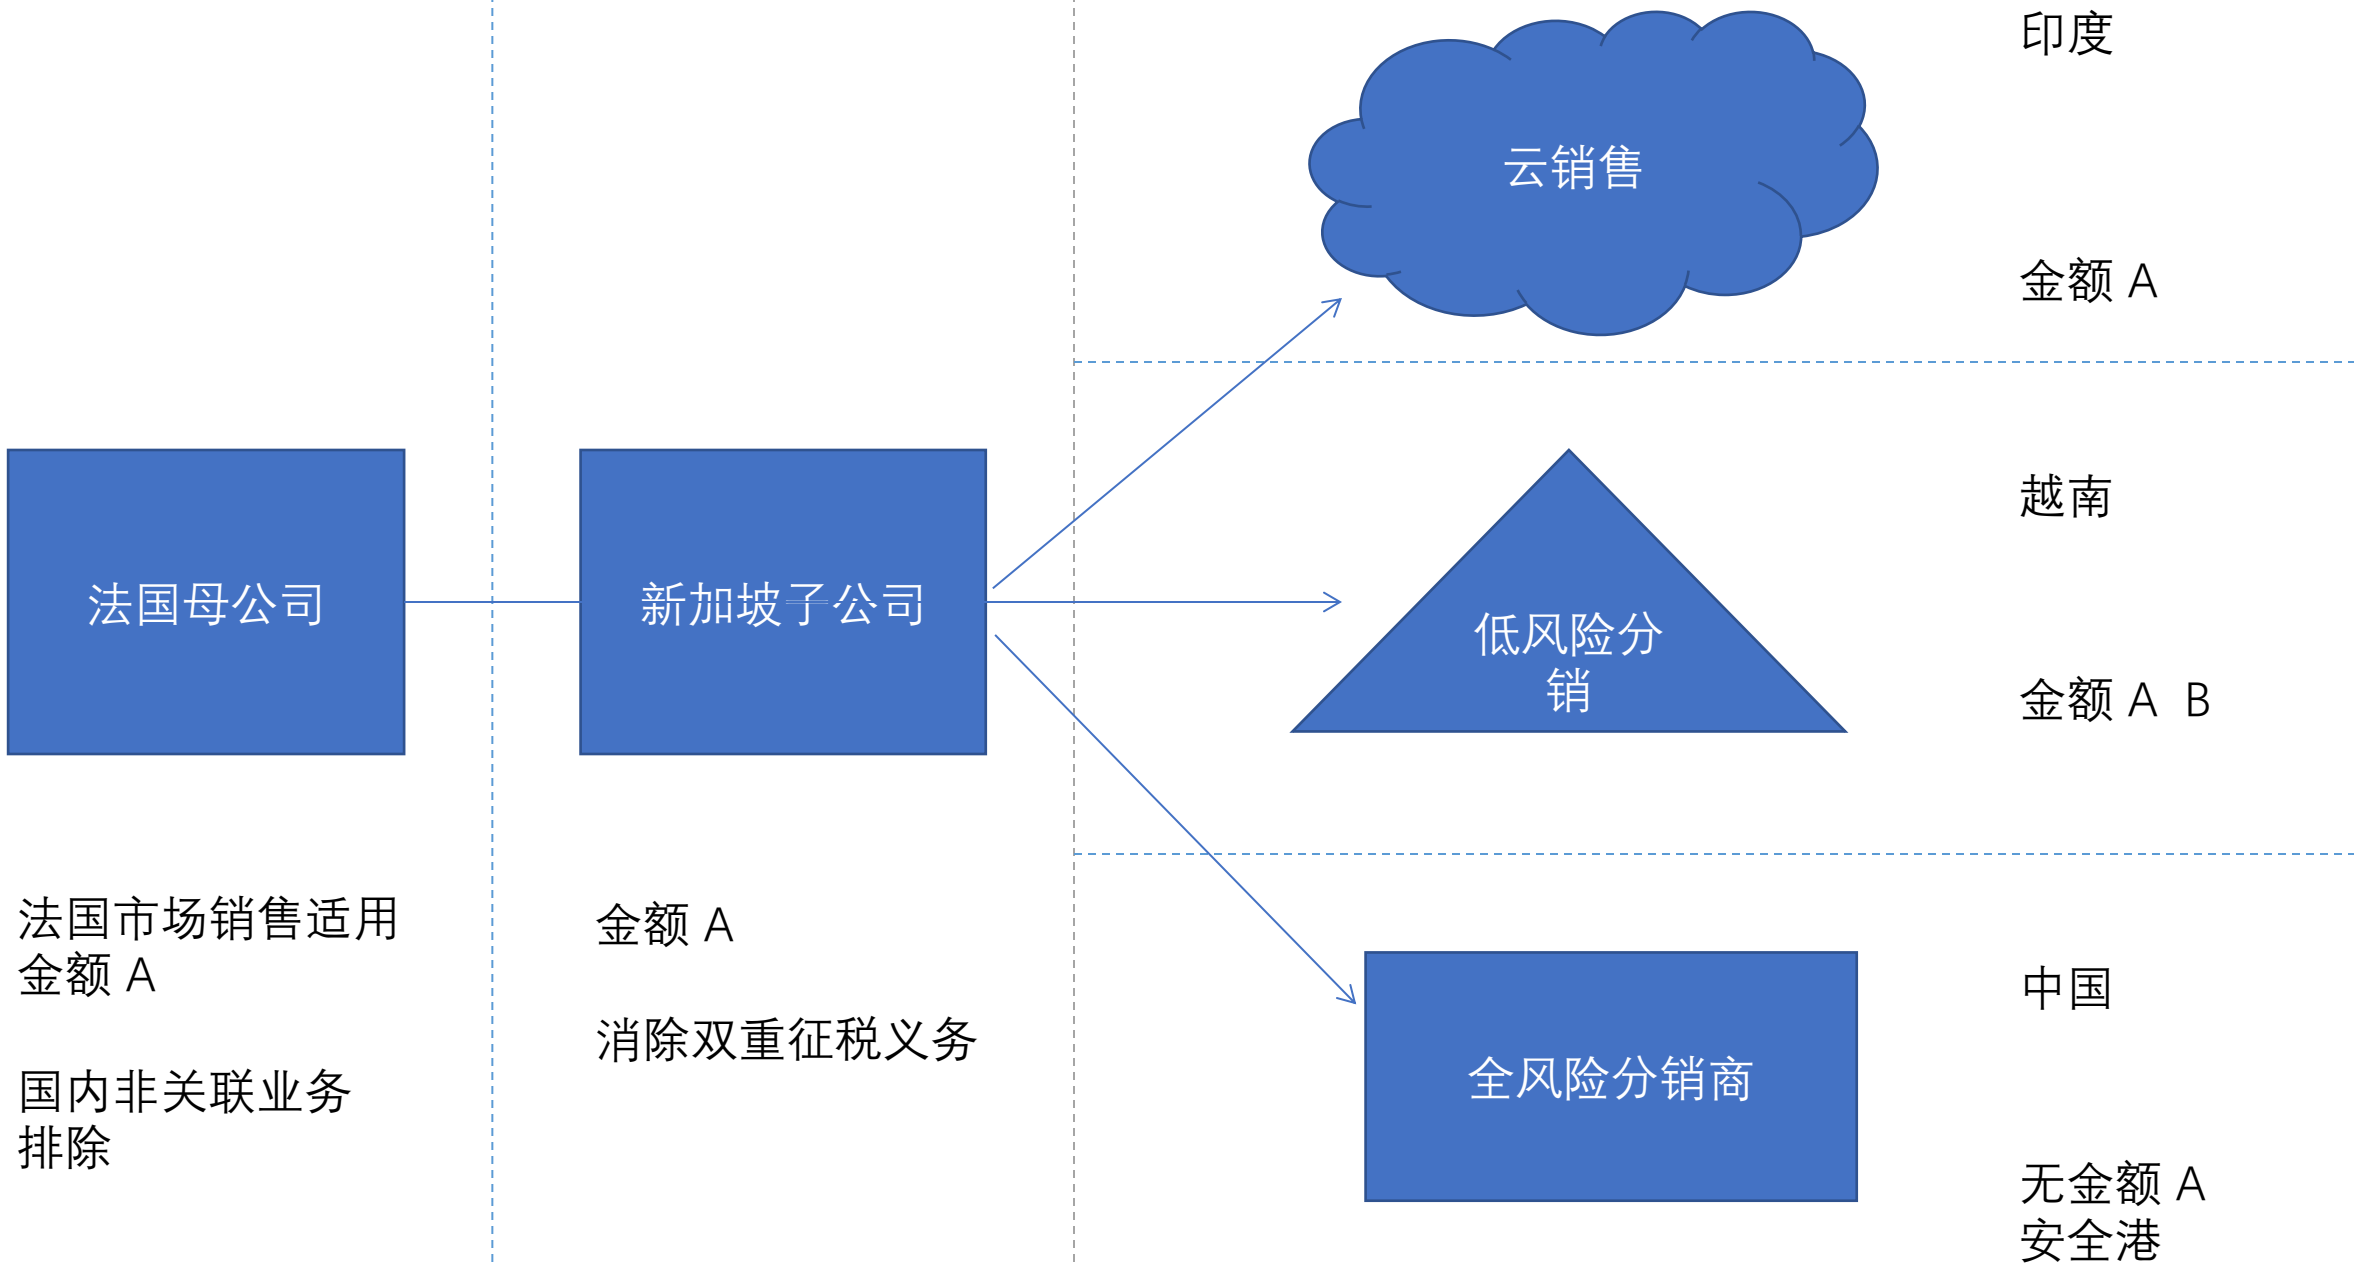 印度
云销售
金额 A
越南
法国母公司
新加坡子公司
低风险分
销
金额 A B
法国市场销售适用
金额 A
国内非关联业务
排除
金额 A
消除双重征税义务
中国
全风险分销商
无金额 A
安全港